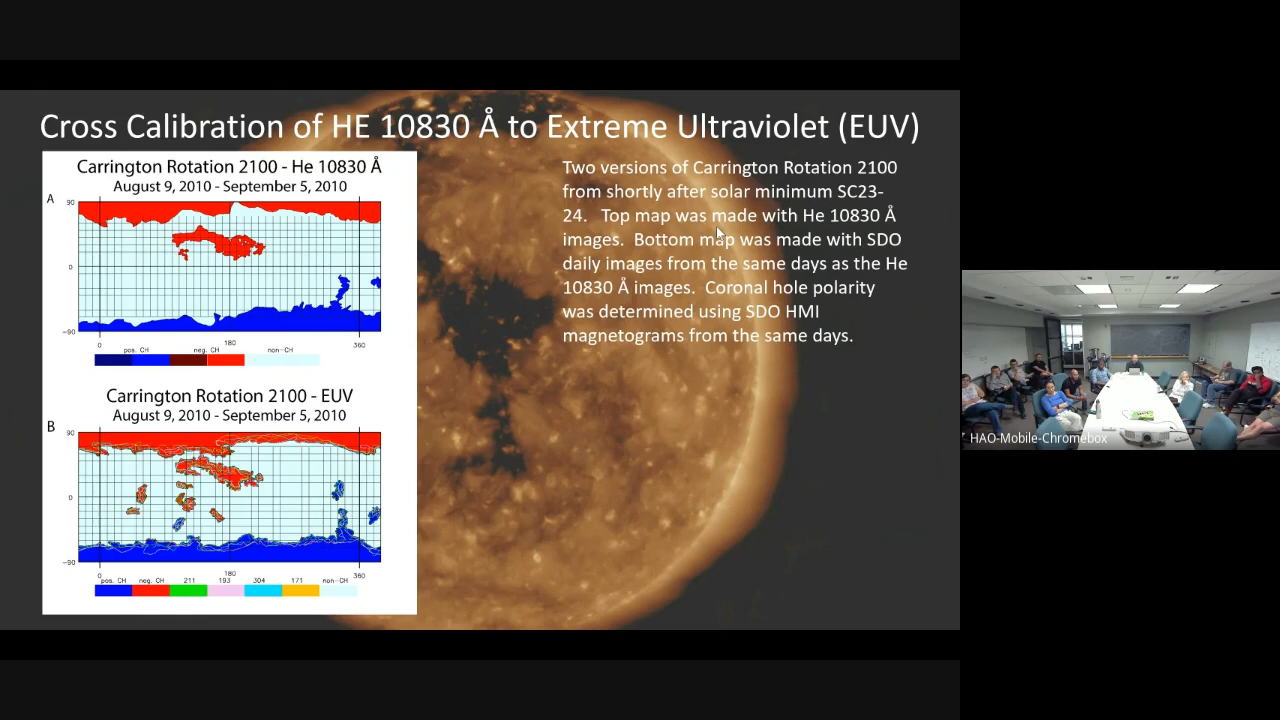 Cross Calibration of HE 10830 Å to Extreme Ultraviolet (EUV)
Carrington Rotation 2100 - He 10830 Å
August 9, 2010 - September 5, 2010
A
90
0
-90
0
180
360
pos. CH
neg. CH
non-CH
Carrington Rotation 2100 - EUV
August 9, 2010 - September 5, 2010
B
90
0
-90
0
180
360
pos. CH
neg. CH
211
193
304
171
non-CH
Two versions of Carrington Rotation 2100
from shortly after solar minimum SC23-
24. Top map was made with He 10830 Å
images. Bottom map was made with SDO
daily images from the same days as the He
10830 Å images. Coronal hole polarity
was determined using SDO HMI
magnetograms from the same days.
HAO-Mobile-Chromebox